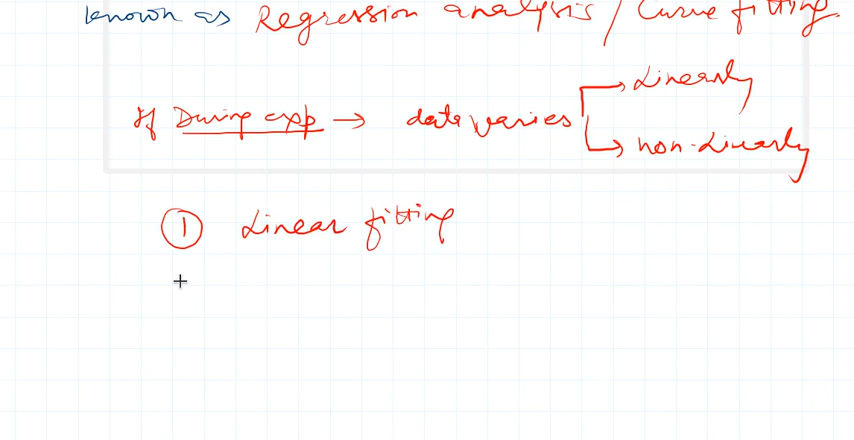 known as Regression analysis / Curve fitting.
If During exp → data varies → Linearly
→ non-Linearly
① Linear fitting